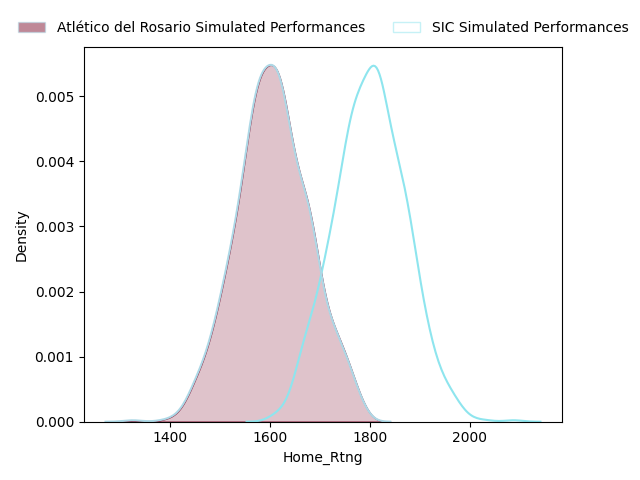 Atlético del Rosario Simulated Performances SIC Simulated Performances
Density
0.005
0.004
0.003
0.002
0.001
0.000
1400 1600 1800 2000
Home_Rtng